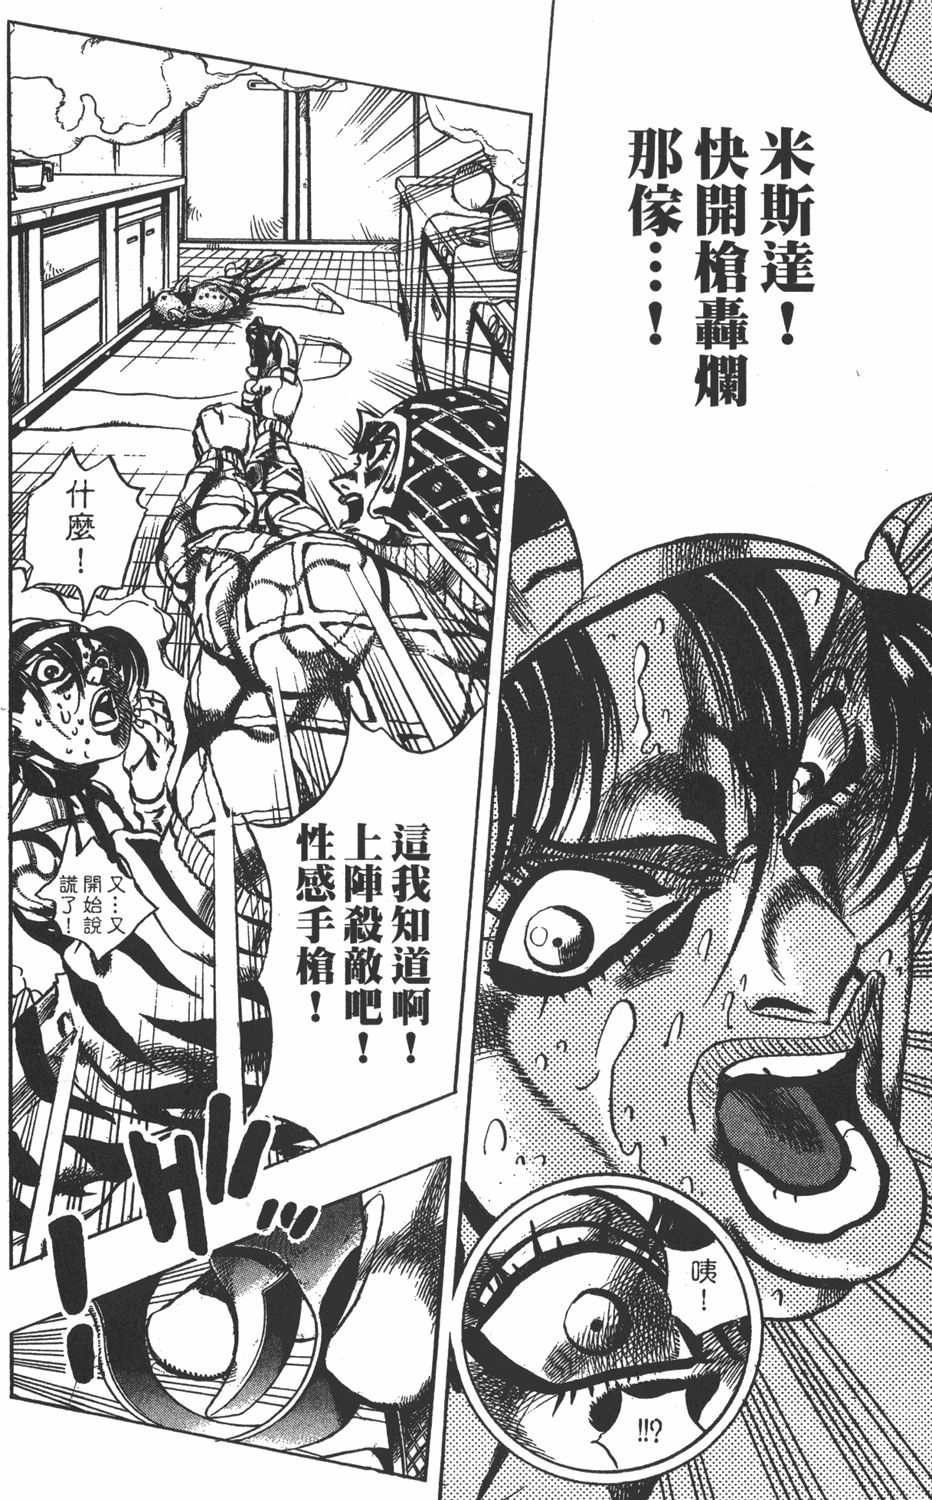 米斯達！
快開槍轟爛
那傢…！
咦！
!!?
這我知道啊！
上陣殺敵吧！
性感手槍！
什麼！
又…又
開始說
謊了！